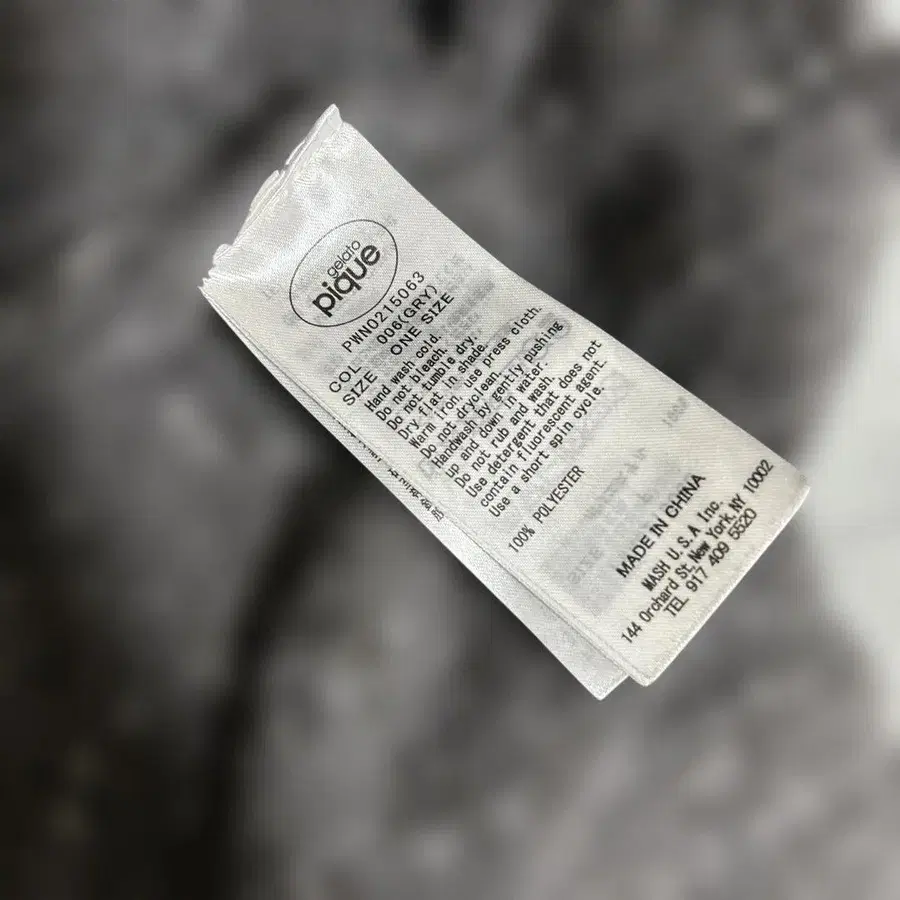 gelato
pique
PWNO215063
COL 006(GRY)
SIZE ONE SIZE
Hand wash cold.
Do not bleach.
Do not tumble dry.
Dry flat in shade.
Warm iron, use press cloth.
Do not dryclean.
Handwash by gently pushing
up and down in water.
Do not rub and wash.
Use detergent that does not
contain fluorescent agent.
Use a short spin cycle.
100% POLYESTER
MADE IN CHINA
MASH U.S.A Inc.
144 Orchard St. New York, NY 10002
TEL 917 409 5520